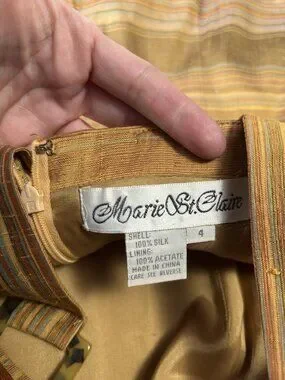 Marie St. Claire
SHELL:
100% SILK
LINING:
100% ACETATE
MADE IN CHINA
CARE SEE REVERSE
4